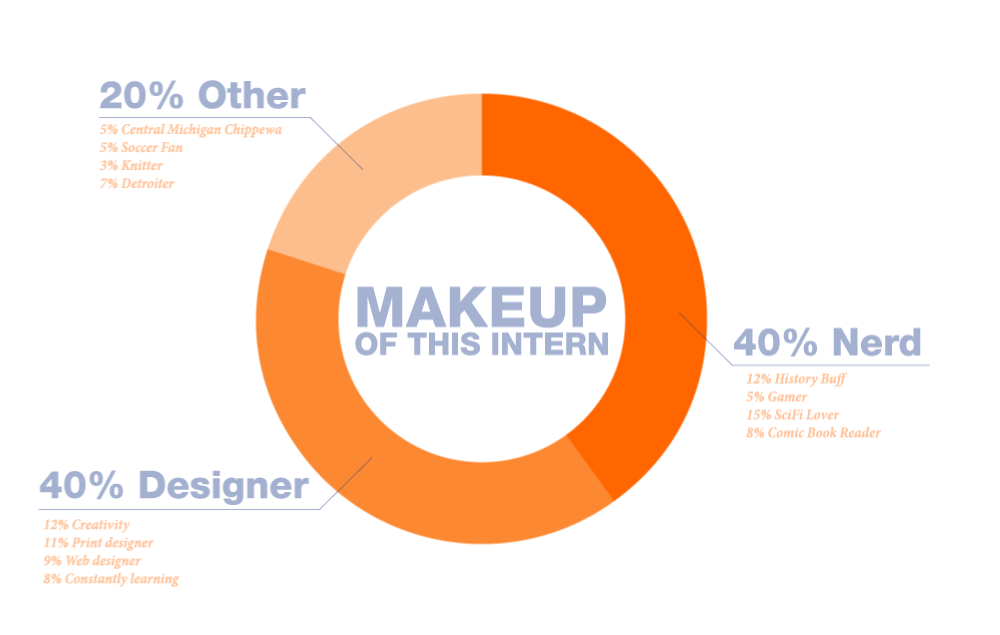 20% Other
5% Central Michigan Chippewa
5% Soccer Fan
3% Knitter
7% Detroiter
MAKEUP
OF THIS INTERN
40% Nerd
12% History Buff
5% Gamer
15% SciFi Lover
8% Comic Book Reader
40% Designer
12% Creativity
11% Print designer
9% Web designer
8% Constantly learning